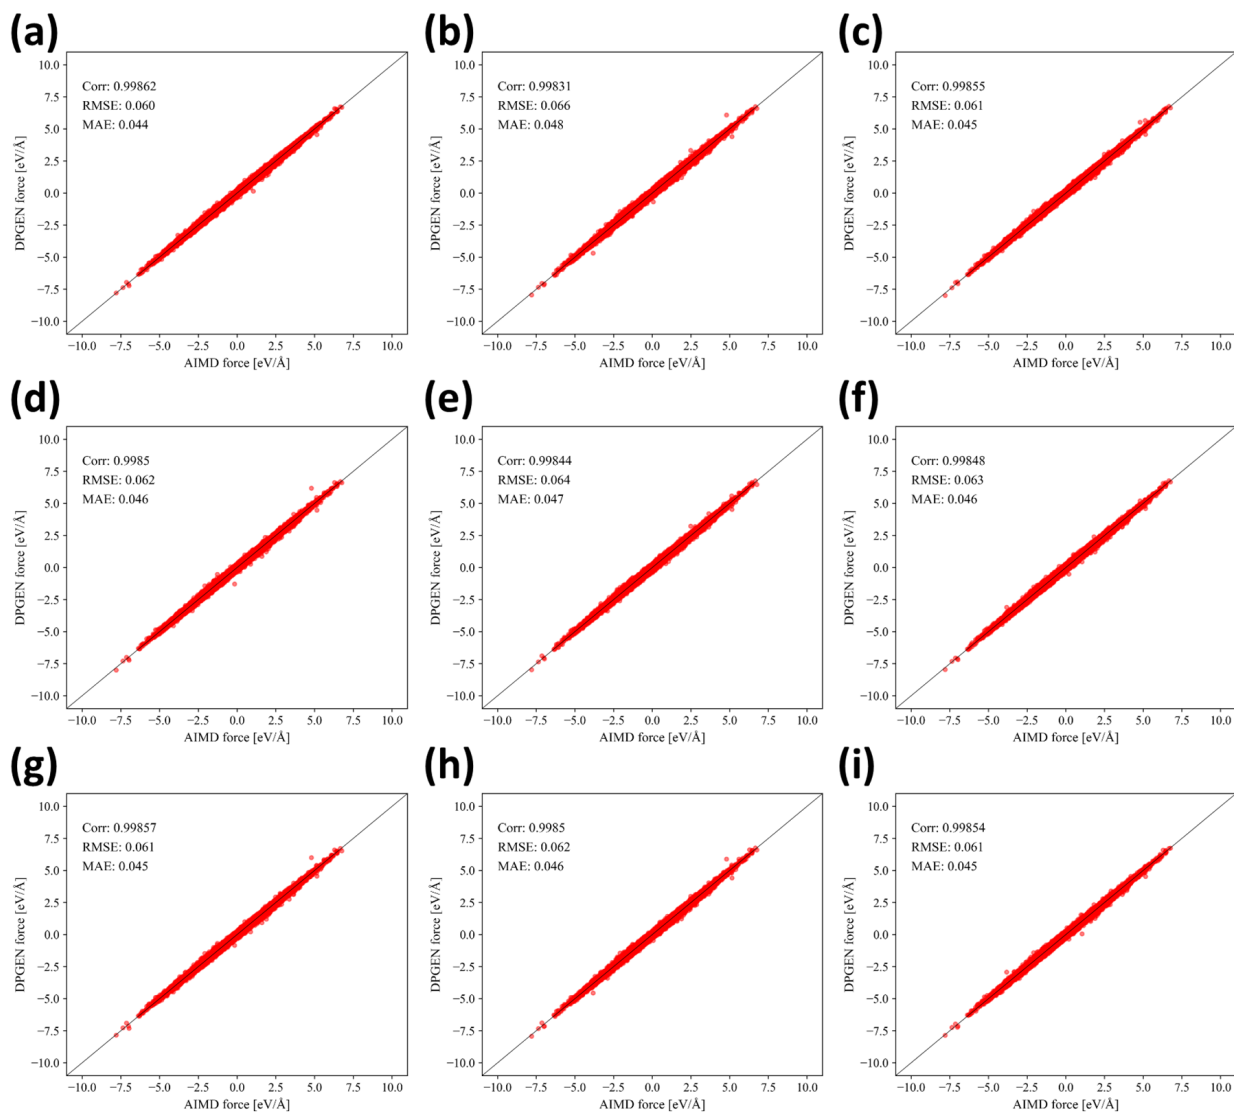 (a)
Corr: 0.99862
RMSE: 0.060
MAE: 0.044
DPGEN force [eV/Å]
10.0
7.5
5.0
2.5
0.0
−2.5
−5.0
−7.5
−10.0
−10.0 −7.5 −5.0 −2.5 0.0 2.5 5.0 7.5 10.0
AIMD force [eV/Å]
(b)
Corr: 0.99831
RMSE: 0.066
MAE: 0.048
DPGEN force [eV/Å]
10.0
7.5
5.0
2.5
0.0
−2.5
−5.0
−7.5
−10.0
−10.0 −7.5 −5.0 −2.5 0.0 2.5 5.0 7.5 10.0
AIMD force [eV/Å]
(c)
Corr: 0.99855
RMSE: 0.061
MAE: 0.045
DPGEN force [eV/Å]
10.0
7.5
5.0
2.5
0.0
−2.5
−5.0
−7.5
−10.0
−10.0 −7.5 −5.0 −2.5 0.0 2.5 5.0 7.5 10.0
AIMD force [eV/Å]
(d)
Corr: 0.9985
RMSE: 0.062
MAE: 0.046
DPGEN force [eV/Å]
10.0
7.5
5.0
2.5
0.0
−2.5
−5.0
−7.5
−10.0
−10.0 −7.5 −5.0 −2.5 0.0 2.5 5.0 7.5 10.0
AIMD force [eV/Å]
(e)
Corr: 0.99844
RMSE: 0.064
MAE: 0.047
DPGEN force [eV/Å]
10.0
7.5
5.0
2.5
0.0
−2.5
−5.0
−7.5
−10.0
−10.0 −7.5 −5.0 −2.5 0.0 2.5 5.0 7.5 10.0
AIMD force [eV/Å]
(f)
Corr: 0.99848
RMSE: 0.063
MAE: 0.046
DPGEN force [eV/Å]
10.0
7.5
5.0
2.5
0.0
−2.5
−5.0
−7.5
−10.0
−10.0 −7.5 −5.0 −2.5 0.0 2.5 5.0 7.5 10.0
AIMD force [eV/Å]
(g)
Corr: 0.99857
RMSE: 0.061
MAE: 0.045
DPGEN force [eV/Å]
10.0
7.5
5.0
2.5
0.0
−2.5
−5.0
−7.5
−10.0
−10.0 −7.5 −5.0 −2.5 0.0 2.5 5.0 7.5 10.0
AIMD force [eV/Å]
(h)
Corr: 0.9985
RMSE: 0.062
MAE: 0.046
DPGEN force [eV/Å]
10.0
7.5
5.0
2.5
0.0
−2.5
−5.0
−7.5
−10.0
−10.0 −7.5 −5.0 −2.5 0.0 2.5 5.0 7.5 10.0
AIMD force [eV/Å]
(i)
Corr: 0.99854
RMSE: 0.061
MAE: 0.045
DPGEN force [eV/Å]
10.0
7.5
5.0
2.5
0.0
−2.5
−5.0
−7.5
−10.0
−10.0 −7.5 −5.0 −2.5 0.0 2.5 5.0 7.5 10.0
AIMD force [eV/Å]